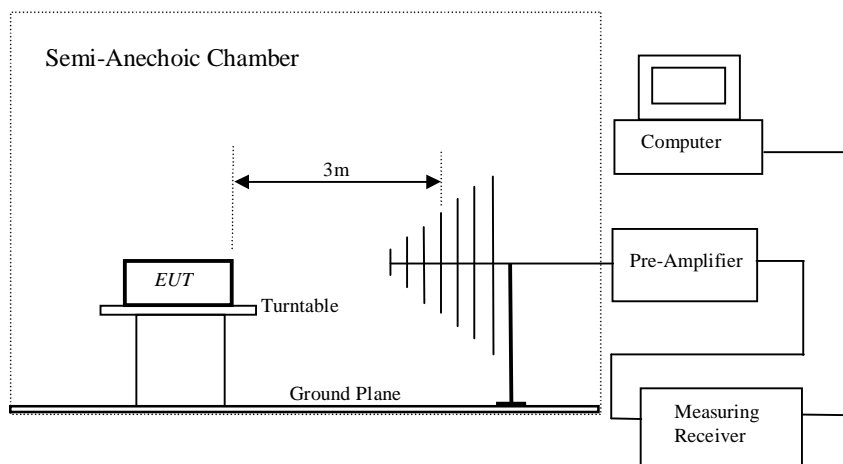 Semi-Anechoic Chamber
Computer
3m
Pre-Amplifier
EUT
Turntable
Ground Plane
Measuring
Receiver